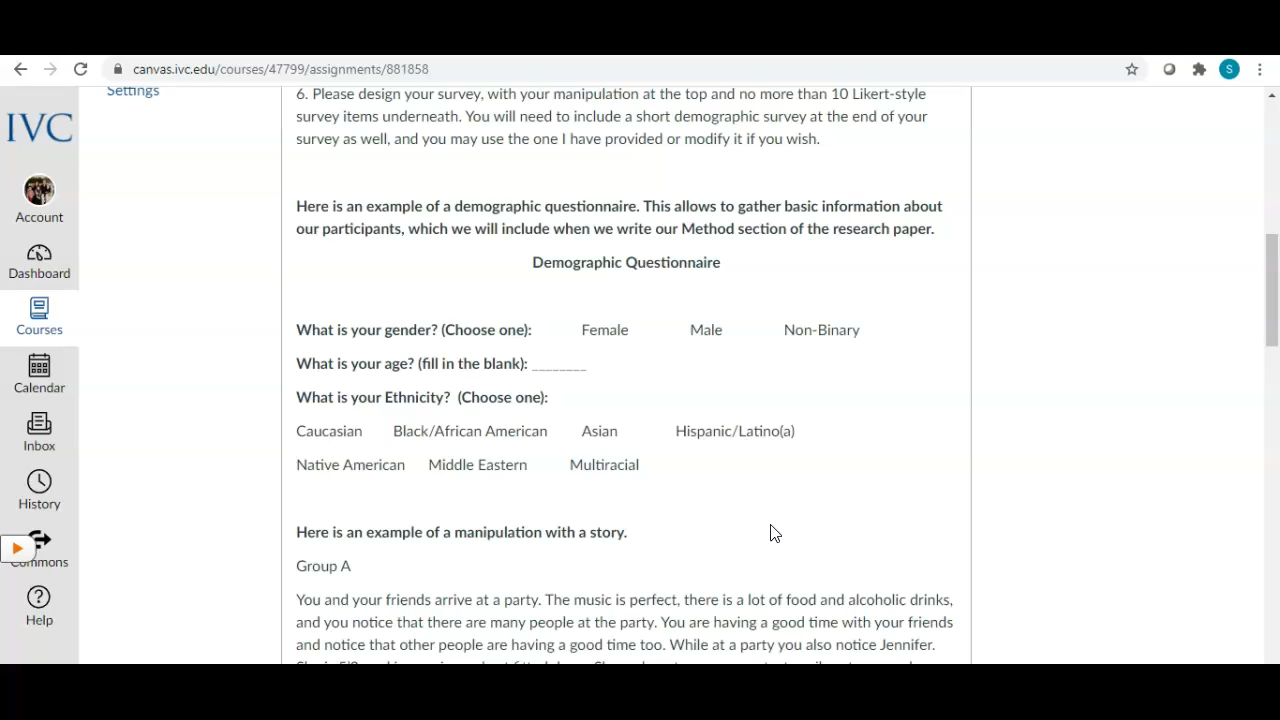 canvas.ivc.edu/courses/47799/assignments/881858
S
Settings
IVC
Account
Dashboard
Courses
Calendar
Inbox
History
Commons
Help
6. Please design your survey, with your manipulation at the top and no more than 10 Likert-style
survey items underneath. You will need to include a short demographic survey at the end of your
survey as well, and you may use the one I have provided or modify it if you wish.
Here is an example of a demographic questionnaire. This allows to gather basic information about
our participants, which we will include when we write our Method section of the research paper.
Demographic Questionnaire
What is your gender? (Choose one): Female Male Non-Binary
What is your age? (fill in the blank): ________
What is your Ethnicity? (Choose one):
Caucasian Black/African American Asian Hispanic/Latino(a)
Native American Middle Eastern Multiracial
Here is an example of a manipulation with a story.
Group A
You and your friends arrive at a party. The music is perfect, there is a lot of food and alcoholic drinks,
and you notice that there are many people at the party. You are having a good time with your friends
and notice that other people are having a good time too. While at a party you also notice Jennifer.